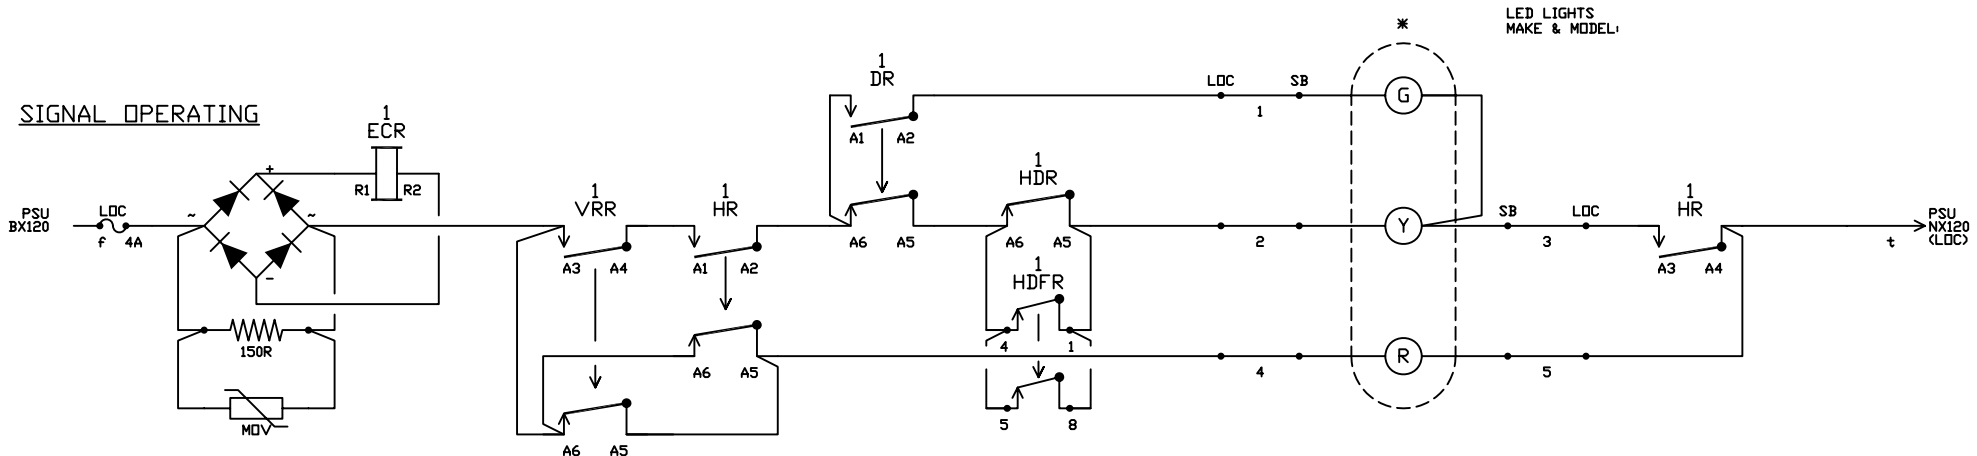 LED LIGHTS
MAKE & MODEL:
*
1
DR
LOC
SB
G
1
SIGNAL OPERATING
1
ECR
A1
A2
R1
R2
+
1
HDR
1
VRR
1
HR
1
HR
PSU
BX120
LOC
f
4A
~
~
-
A6
A5
A6
A5
2
Y
SB
LOC
3
PSU
NX120
(LOC)
t
A3
A4
A1
A2
A3
A4
1
HDFR
150R
4
1
A6
A5
4
R
5
MOV
5
8
A6
A5